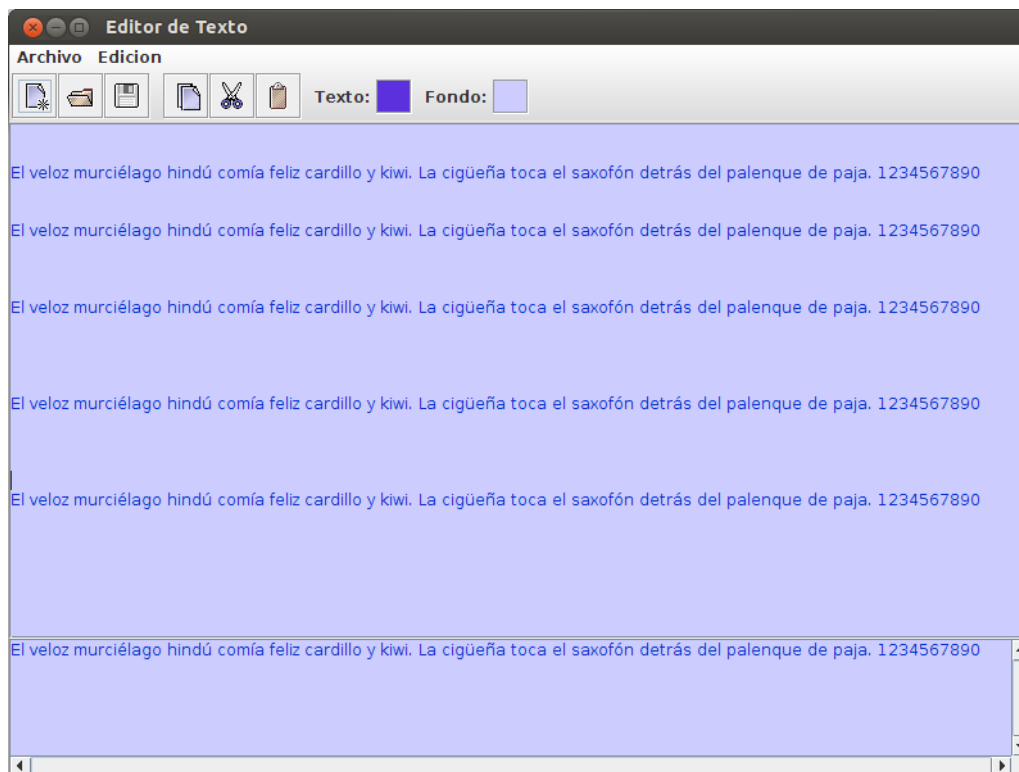 Editor de Texto
Archivo Edicion
Texto: Fondo:
El veloz murciélago hindú comía feliz cardillo y kiwi. La cigüeña toca el saxofón detrás del palenque de paja. 1234567890
El veloz murciélago hindú comía feliz cardillo y kiwi. La cigüeña toca el saxofón detrás del palenque de paja. 1234567890
El veloz murciélago hindú comía feliz cardillo y kiwi. La cigüeña toca el saxofón detrás del palenque de paja. 1234567890
El veloz murciélago hindú comía feliz cardillo y kiwi. La cigüeña toca el saxofón detrás del palenque de paja. 1234567890
El veloz murciélago hindú comía feliz cardillo y kiwi. La cigüeña toca el saxofón detrás del palenque de paja. 1234567890
El veloz murciélago hindú comía feliz cardillo y kiwi. La cigüeña toca el saxofón detrás del palenque de paja. 1234567890